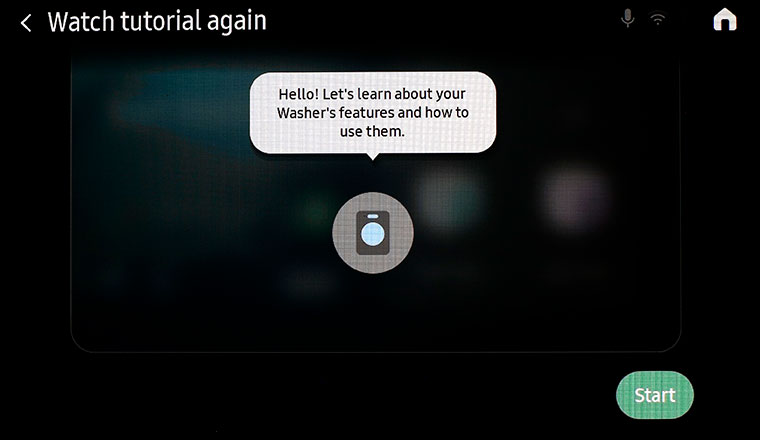 Watch tutorial again
Hello! Let's learn about your
Washer's features and how to
use them.
Start